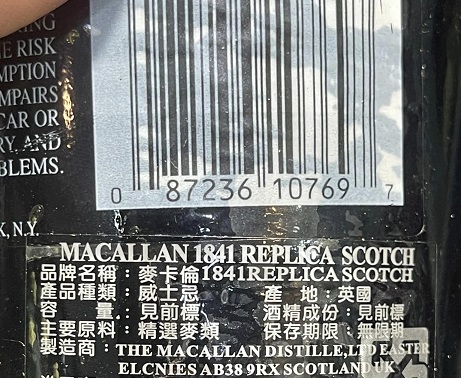 NG
E RISK
MPTION
MPAIRS
CAR OR
RY, AND
BLEMS.
0 87236 10769 7
K, N.Y.
MACALLAN 1841 REPLICA SCOTCH
品牌名稱：麥卡倫1841REPLICA SCOTCH
產品種類：威士忌 產 地：英國
容 量：見前標 酒精成份：見前標
主要原料：精選麥類 保存期限：無限期
製造商：THE MACALLAN DISTILLE,LTD EASTER
ELCNIES AB38 9RX SCOTLAND UK